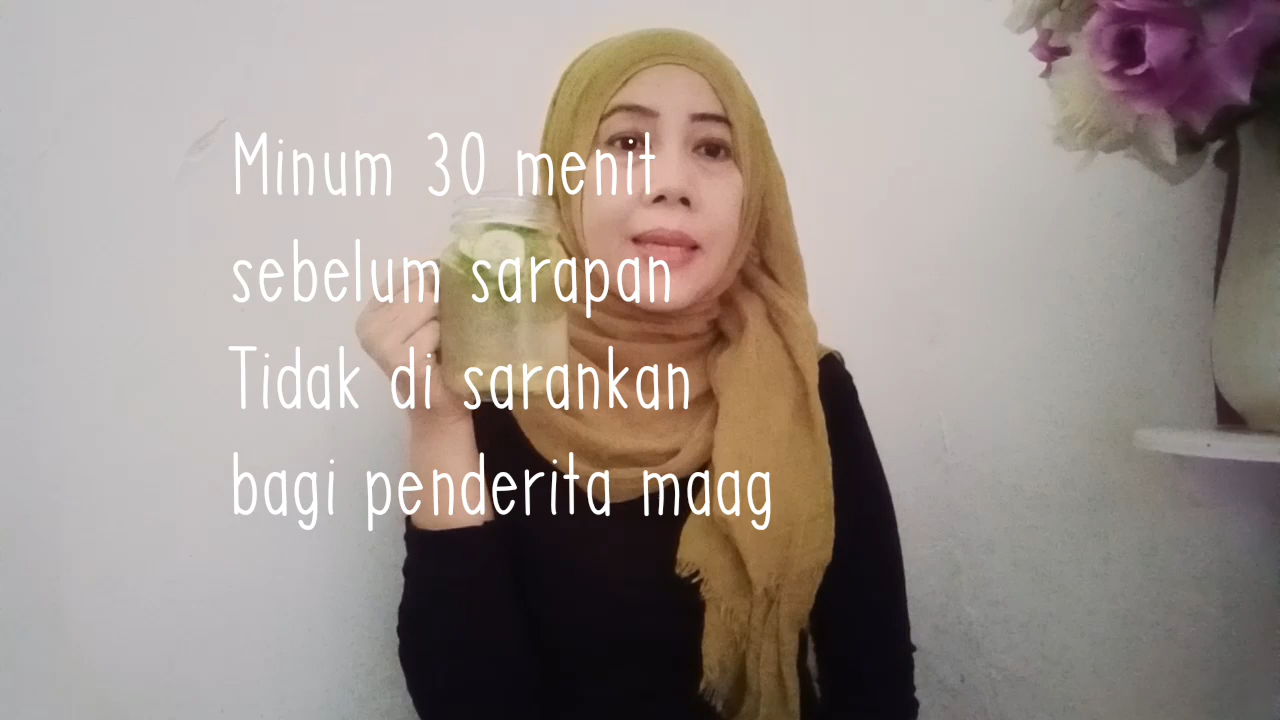 Minum 30 menit
sebelum sarapan
Tidak di sarankan
bagi penderita maag